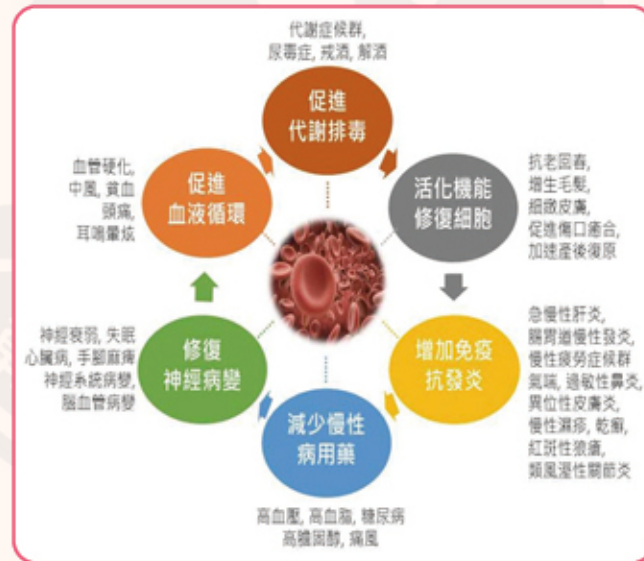 代謝症候群,
尿毒症, 戒酒, 解酒
促進
代謝排毒
血管硬化,
中風, 貧血
頭痛,
耳鳴暈炫
促進
血液循環
活化機能
修復細胞
抗老回春,
增生毛髮,
細緻皮膚,
促進傷口癒合,
加速產後復原
神經衰弱, 失眠
心臟病, 手腳麻痺
神經系統病變,
腦血管病變
修復
神經病變
增加免疫
抗發炎
急慢性肝炎,
腸胃道慢性發炎,
慢性疲勞症候群
氣喘, 過敏性鼻炎,
異位性皮膚炎,
慢性濕疹, 乾癬,
紅斑性狼瘡,
類風溼性關節炎
減少慢性
病用藥
高血壓, 高血脂, 糖尿病
高膽固醇, 痛風